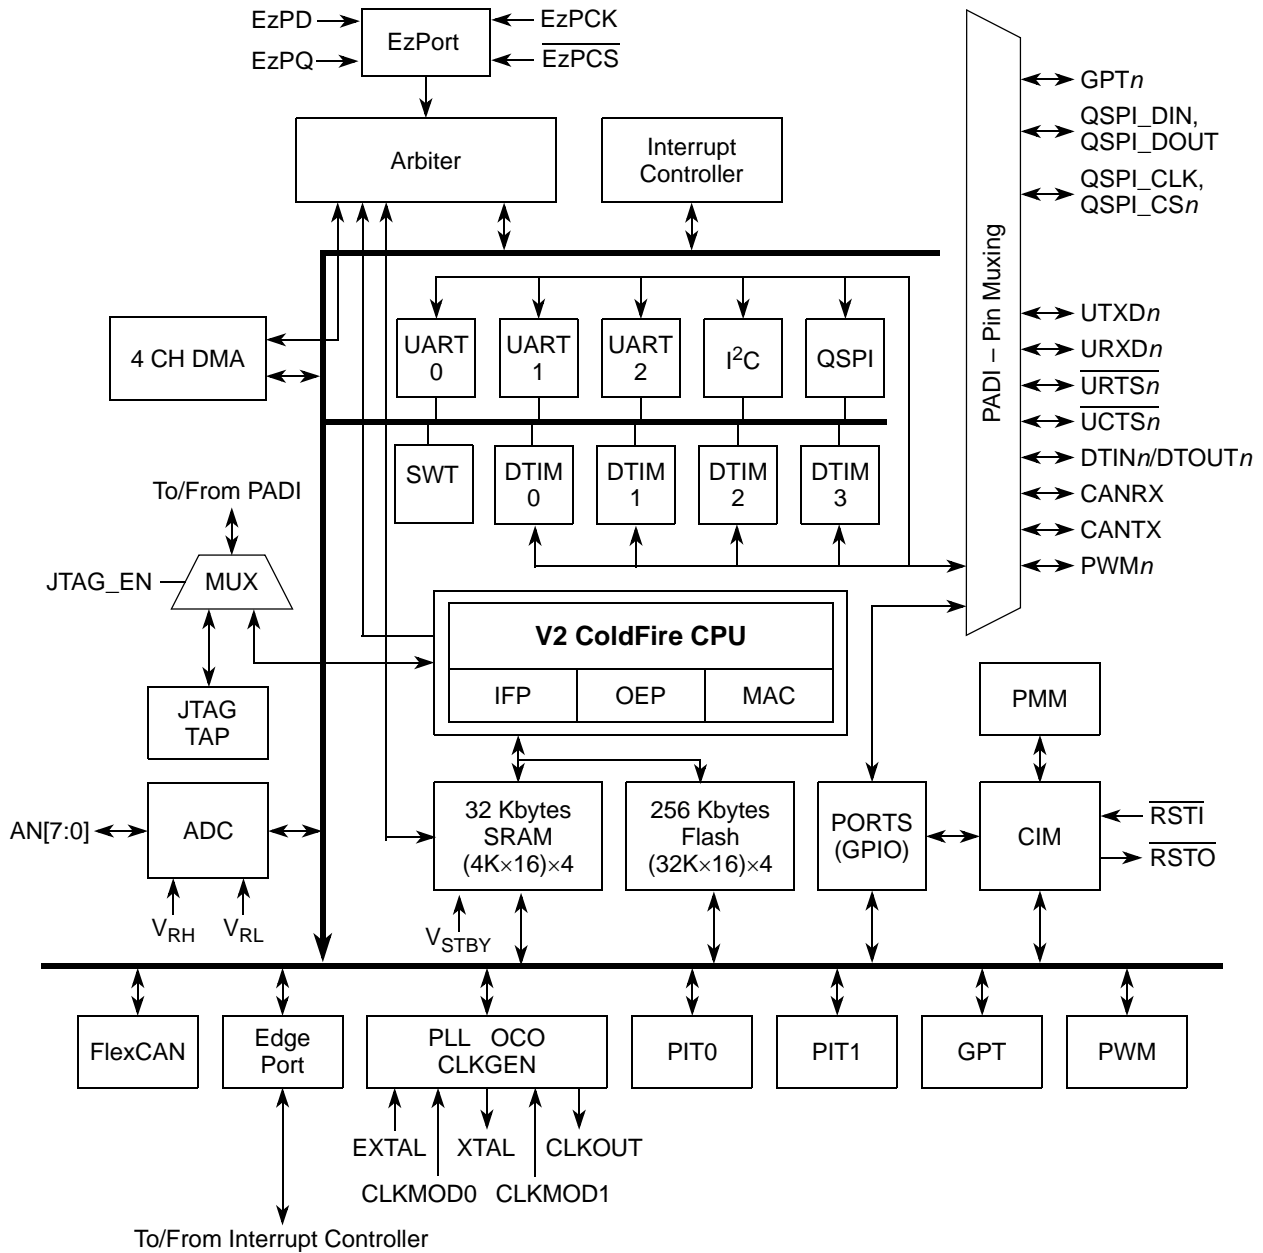 EzPD
EzPQ
EzPort
EzPCK
EzPCS
Arbiter
Interrupt
Controller
PADI – Pin Muxing
GPTn
QSPI_DIN,
QSPI_DOUT
QSPI_CLK,
QSPI_CSn
UTXDn
URXDn
URTSn
UCTSn
DTINn/DTOUTn
CANRX
CANTX
PWMn
4 CH DMA
UART
0
UART
1
UART
2
I²C
QSPI
SWT
DTIM
0
DTIM
1
DTIM
2
DTIM
3
To/From PADI
JTAG_EN
MUX
JTAG
TAP
V2 ColdFire CPU
IFP
OEP
MAC
PMM
AN[7:0]
ADC
VRH
VRL
32 Kbytes
SRAM
(4K×16)×4
VSTBY
256 Kbytes
Flash
(32K×16)×4
PORTS
(GPIO)
CIM
RSTI
RSTO
FlexCAN
Edge
Port
PLL OCO
CLKGEN
PIT0
PIT1
GPT
PWM
EXTAL
XTAL
CLKOUT
CLKMOD0
CLKMOD1
To/From Interrupt Controller